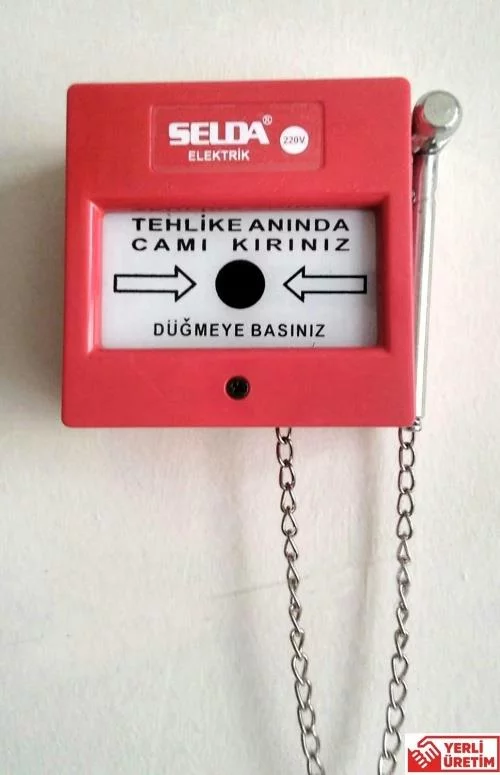 SELDA®
ELEKTRİK
220V
TEHLİKE ANINDA
CAMI KIRINIZ
DÜĞMEYE BASINIZ
YERLİ
ÜRETİM